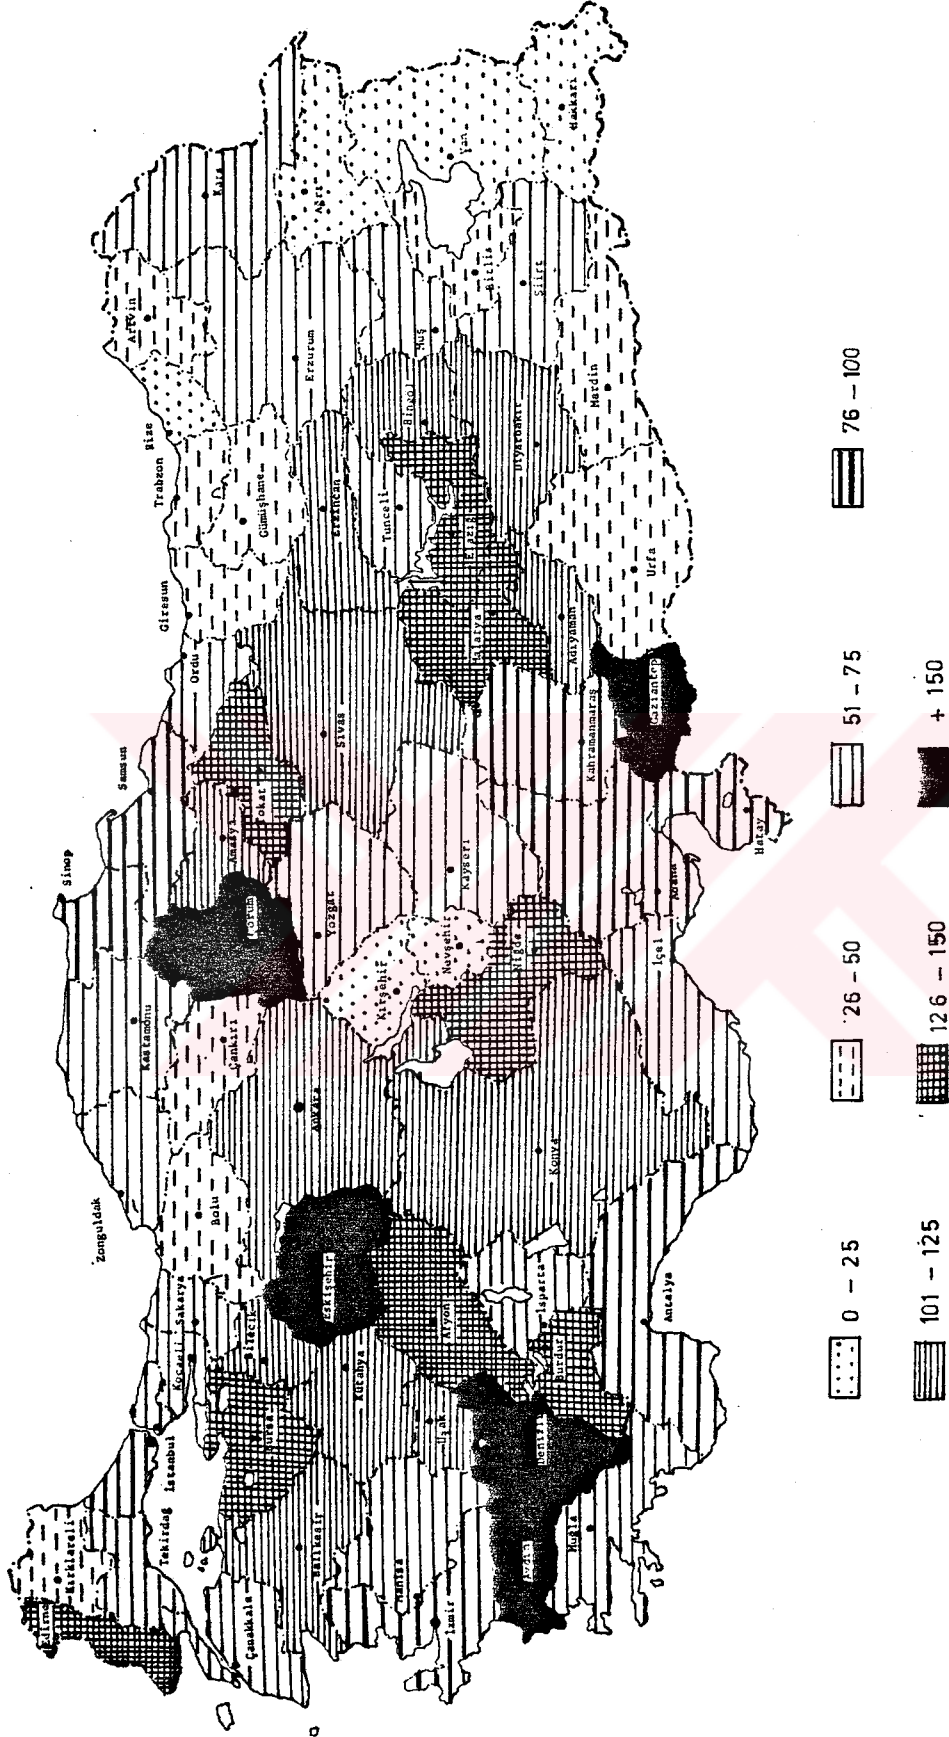 Edirne
Kırklareli
Tekirdağ
İstanbul
Çanakkale
Balıkesir
Bursa
Kocaeli
Sakarya
Bilecik
Kütahya
Manisa
İzmir
Uşak
Aydın
Denizli
Muğla
Afyon
Burdur
Isparta
Antalya
Eskişehir
Bolu
Zonguldak
Ankara
Konya
Çankırı
Kastamonu
Sinop
Çorum
Kırşehir
Nevşehir
Niğde
İçel
Yozgat
Kayseri
Adana
Hatay
Samsun
Amasya
Tokat
Sivas
Kahramanmaraş
Gaziantep
Ordu
Giresun
Malatya
Adıyaman
Urfa
Trabzon
Gümüşhane
Erzincan
Tunceli
Elazığ
Rize
Bingöl
Diyarbakır
Mardin
Artvin
Erzurum
Muş
Bitlis
Siirt
Kars
Ağrı
Van
Hakkari
0 - 25
26 - 50
51 - 75
76 - 100
101 - 125
126 - 150
+ 150